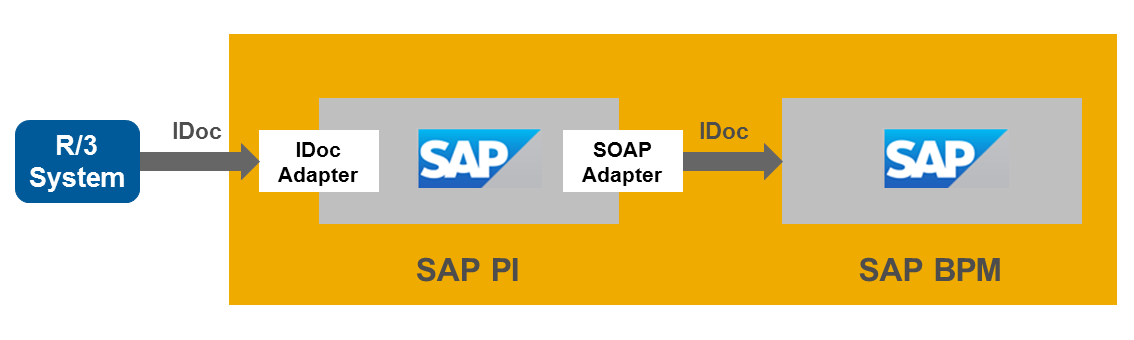 R/3
System
IDoc
IDoc
Adapter
SAP
SOAP
Adapter
IDoc
SAP
SAP PI
SAP BPM